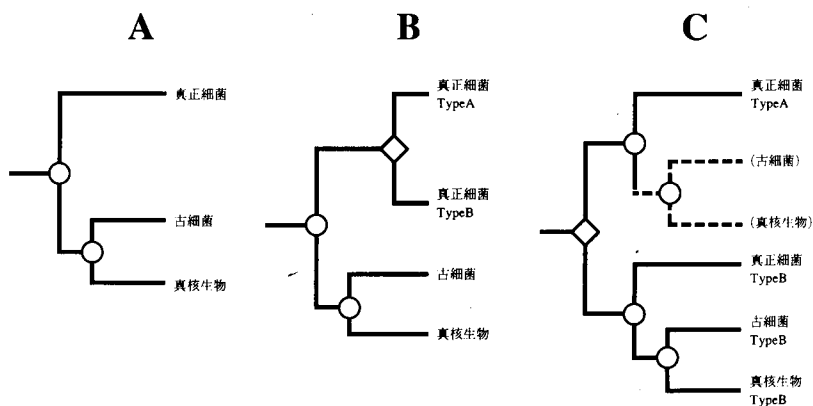 A
真正細菌
古細菌
真核生物
B
真正細菌
TypeA
真正細菌
TypeB
古細菌
真核生物
C
真正細菌
TypeA
(古細菌)
(真核生物)
真正細菌
TypeB
古細菌
TypeB
真核生物
TypeB